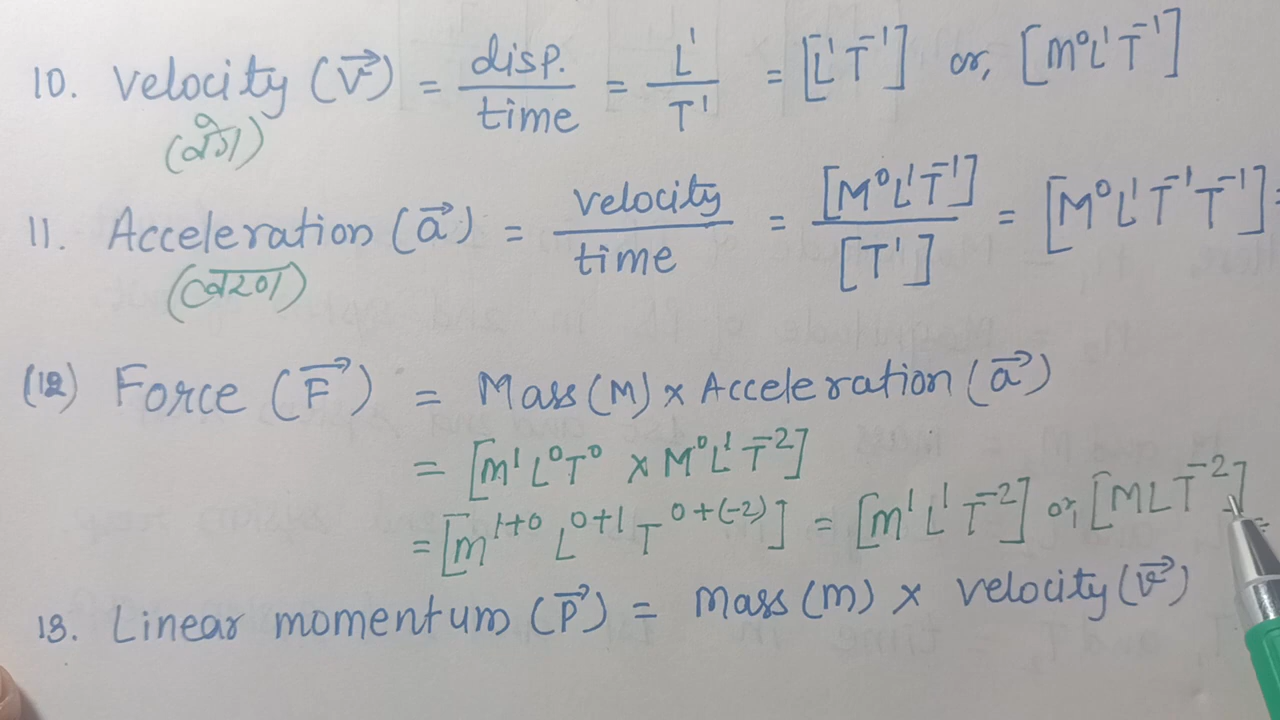 10. Velocity (v⃗) = disp./time = L¹/T¹ = [L¹T⁻¹] or, [M⁰L¹T⁻¹]
(वेग)
11. Acceleration (a⃗) = velocity/time = [M⁰L¹T⁻¹]/[T¹] = [M⁰L¹T⁻¹T⁻¹] =
(त्वरण)
(12) Force (F⃗) = Mass (M) × Acceleration (a⃗)
= [M¹L⁰T⁰ × M⁰L¹T⁻²]
= [M¹⁺⁰ L⁰⁺¹ T⁰⁺⁽⁻²⁾] = [M¹L¹T⁻²] or, [MLT⁻²]
13. Linear momentum (P⃗) = Mass (m) × velocity (v⃗)